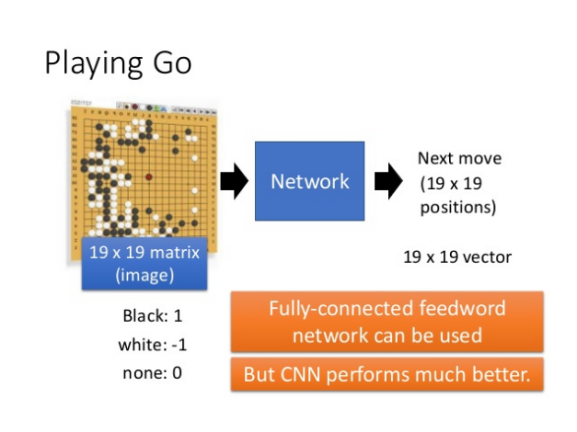 Playing Go
Network
Next move
(19 x 19
positions)
19 x 19 matrix
(image)
19 x 19 vector
Black: 1
white: -1
none: 0
Fully-connected feedword
network can be used
But CNN performs much better.